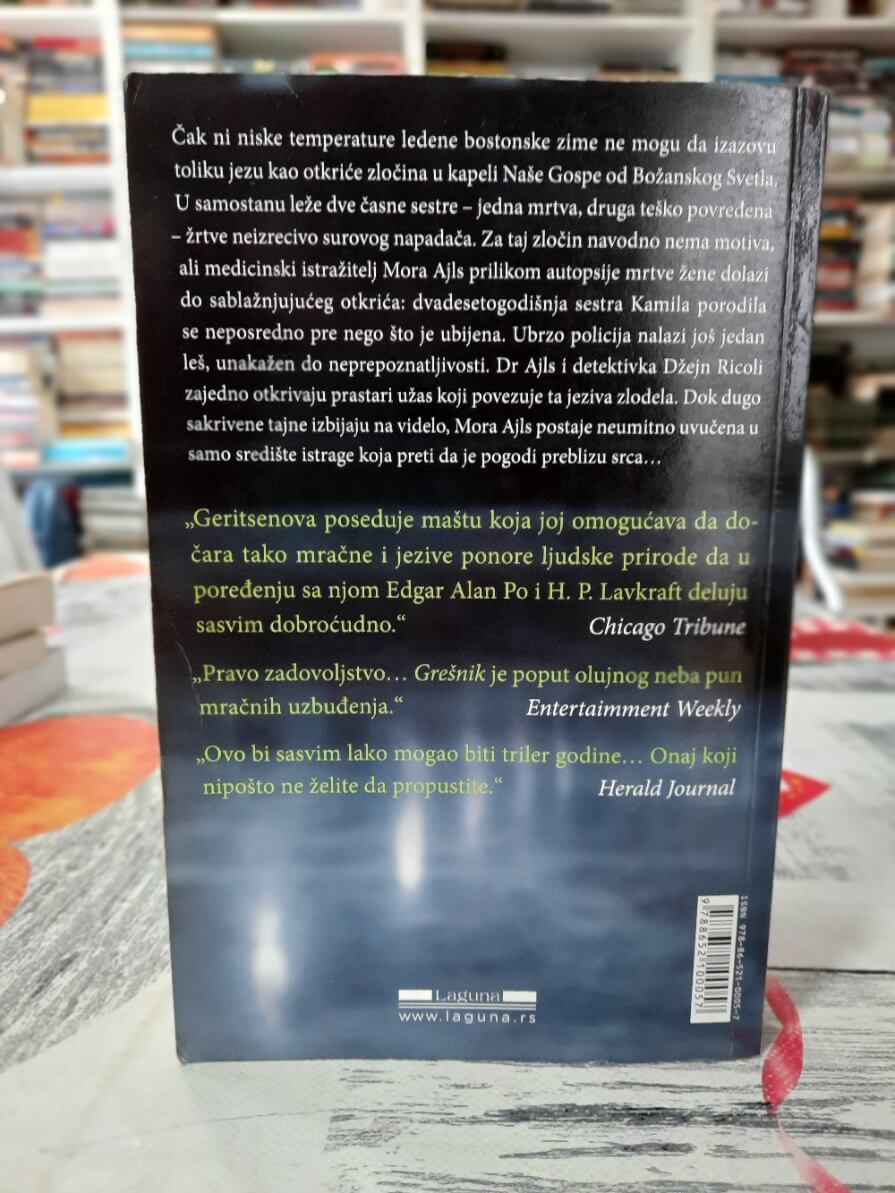 Čak ni niske temperature ledene bostonske zime ne mogu da izazovu
toliku jezu kao otkriće zločina u kapeli Naše Gospe od Božanskog Svetla.
U samostanu leže dve časne sestre – jedna mrtva, druga teško povređena
– žrtve neizrecivo surovog napadača. Za taj zločin navodno nema motiva,
ali medicinski istražitelj Mora Ajls prilikom autopsije mrtve žene dolazi
do sablažnjujućeg otkrića: dvadesetogodišnja sestra Kamila porodila
se neposredno pre nego što je ubijena. Ubrzo policija nalazi još jedan
leš, unakažen do neprepoznatljivosti. Dr Ajls i detektivka Džejn Ricoli
zajedno otkrivaju prastari užas koji povezuje ta jeziva zlodela. Dok dugo
sakrivene tajne izbijaju na videlo, Mora Ajls postaje neumitno uvučena u
samo središte istrage koja preti da je pogodi preblizu srca…
„Geritsenova poseduje maštu koja joj omogućava da do-
čara tako mračne i jezive ponore ljudske prirode da u
poređenju sa njom Edgar Alan Po i H. P. Lavkraft deluju
sasvim dobroćudno.“ Chicago Tribune
„Pravo zadovoljstvo… Grešnik je poput olujnog neba pun
mračnih uzbuđenja.“ Entertaimment Weekly
„Ovo bi sasvim lako mogao biti triler godine… Onaj koji
nipošto ne želite da propustite.“ Herald Journal
ISBN 978-86-521-0005-7
9788652100057
Laguna
www.laguna.rs